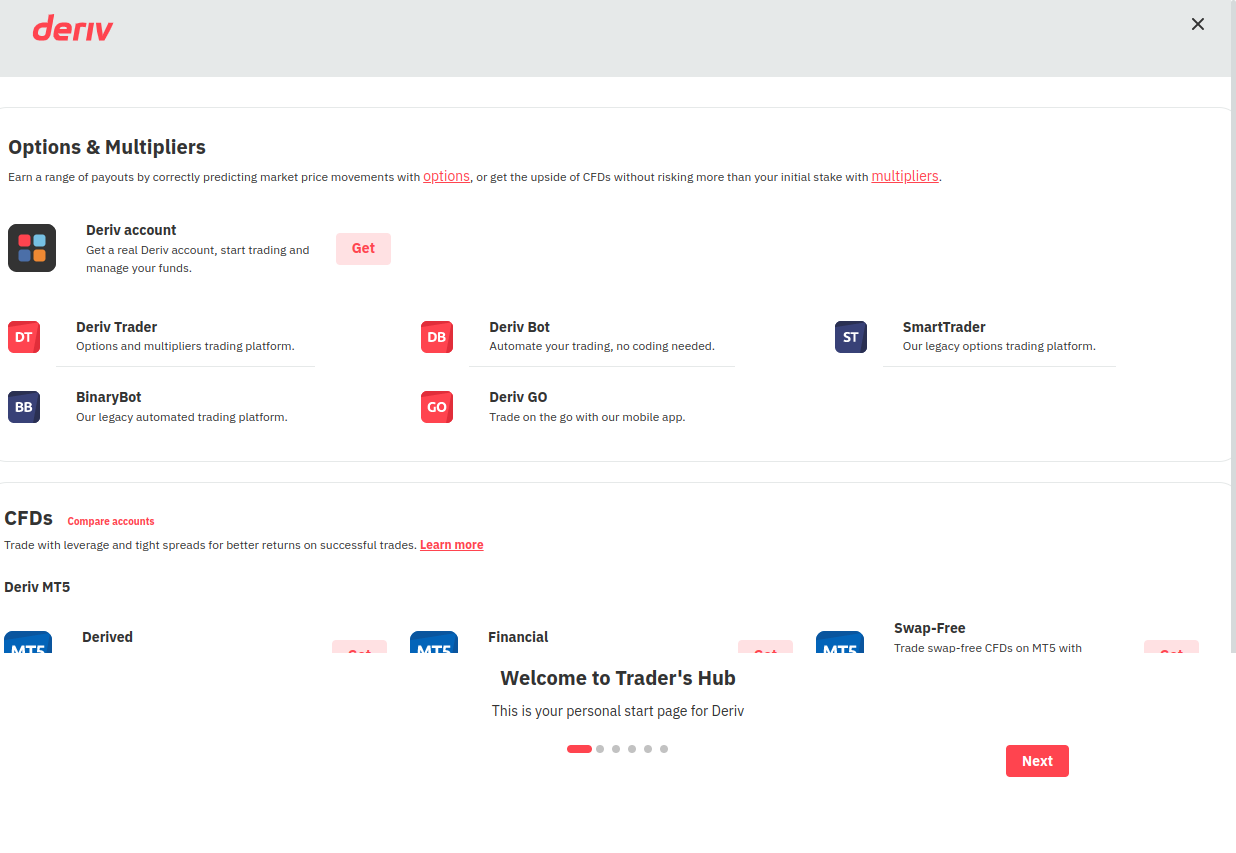 deriv
Options & Multipliers
Earn a range of payouts by correctly predicting market price movements with options, or get the upside of CFDs without risking more than your initial stake with multipliers.
Deriv account
Get a real Deriv account, start trading and
manage your funds.
Get
DT
Deriv Trader
Options and multipliers trading platform.
DB
Deriv Bot
Automate your trading, no coding needed.
ST
SmartTrader
Our legacy options trading platform.
BB
BinaryBot
Our legacy automated trading platform.
GO
Deriv GO
Trade on the go with our mobile app.
CFDs Compare accounts
Trade with leverage and tight spreads for better returns on successful trades. Learn more
Deriv MT5
MT5
Derived
Get
MT5
Financial
Get
MT5
Swap-Free
Trade swap-free CFDs on MT5 with
Get
Welcome to Trader's Hub
This is your personal start page for Deriv
Next